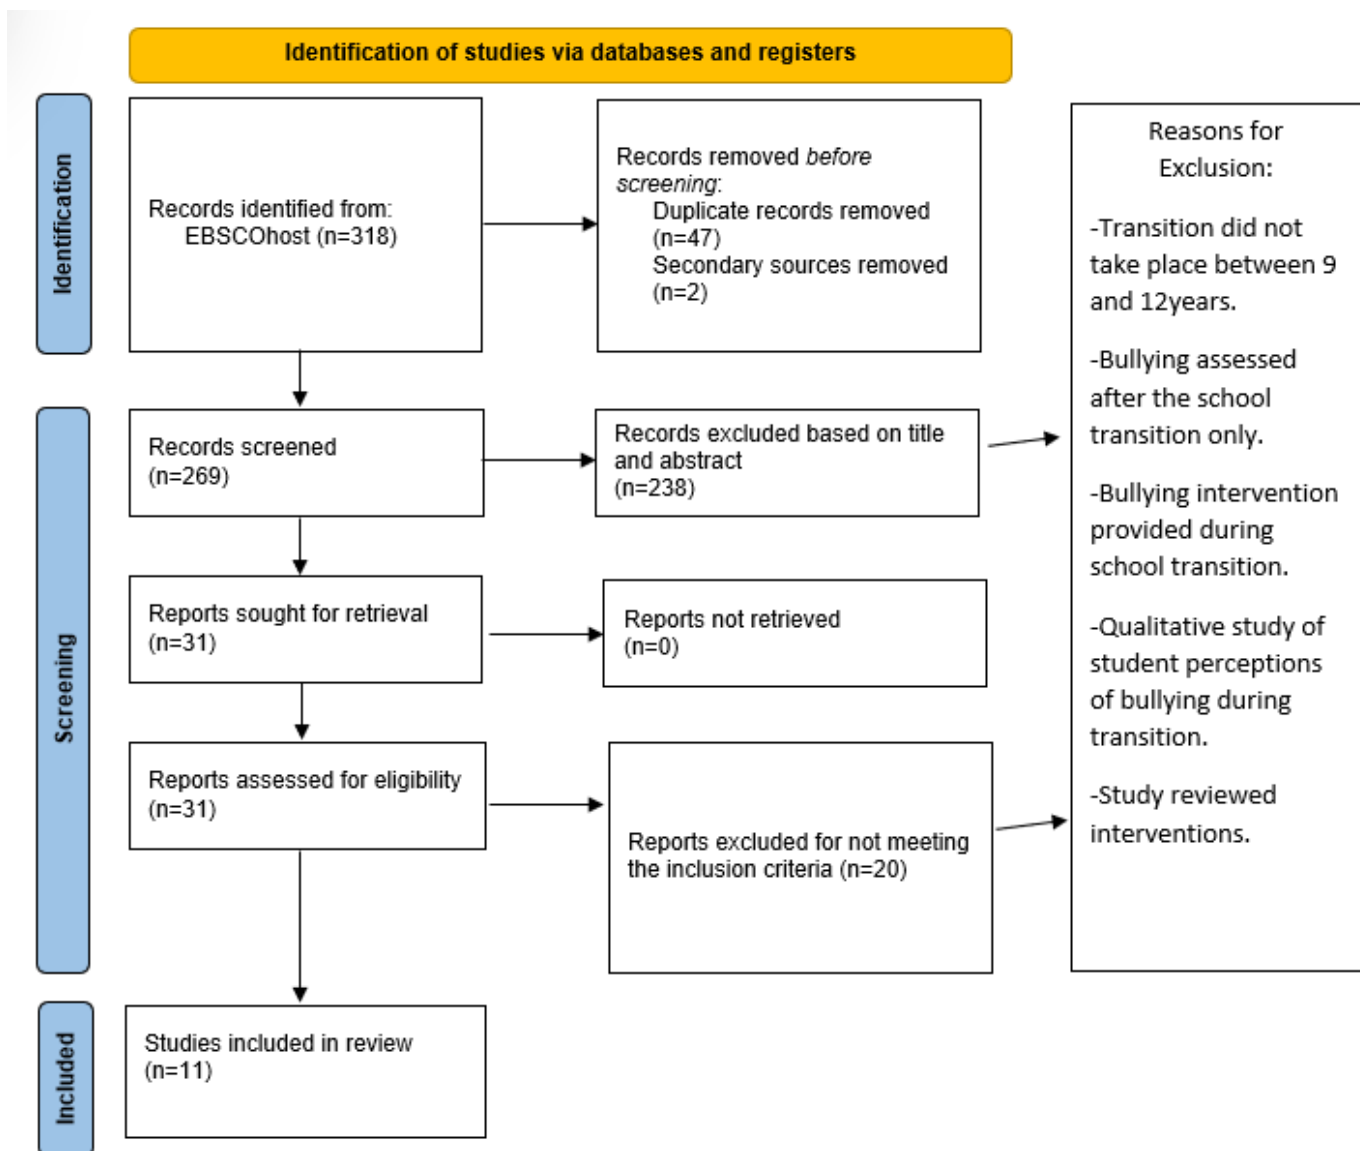 Identification of studies via databases and registers
Identification
Records identified from:
EBSCOhost (n=318)
Records removed before
screening:
Duplicate records removed
(n=47)
Secondary sources removed
(n=2)
Reasons for
Exclusion:
-Transition did not
take place between 9
and 12years.
-Bullying assessed
after the school
transition only.
-Bullying intervention
provided during
school transition.
-Qualitative study of
student perceptions
of bullying during
transition.
-Study reviewed
interventions.
Screening
Records screened
(n=269)
Records excluded based on title
and abstract
(n=238)
Reports sought for retrieval
(n=31)
Reports not retrieved
(n=0)
Reports assessed for eligibility
(n=31)
Reports excluded for not meeting
the inclusion criteria (n=20)
Included
Studies included in review
(n=11)